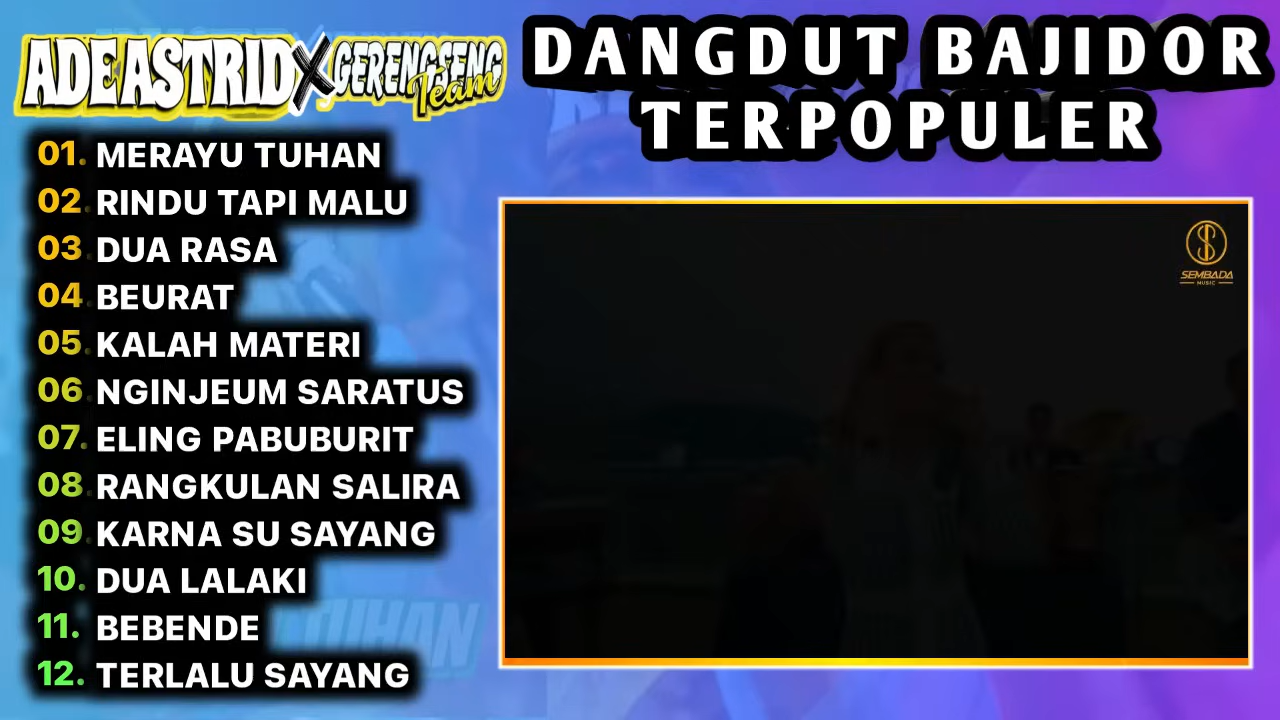 ADE ASTRID X GERENGSENG Team
DANGDUT BAJIDOR
TERPOPULER
01. MERAYU TUHAN
02. RINDU TAPI MALU
03. DUA RASA
04. BEURAT
05. KALAH MATERI
06. NGINJEUM SARATUS
07. ELING PABUBURIT
08. RANGKULAN SALIRA
09. KARNA SU SAYANG
10. DUA LALAKI
11. BEBENDE
12. TERLALU SAYANG
SEMBADA
MUSIC
TUHAN